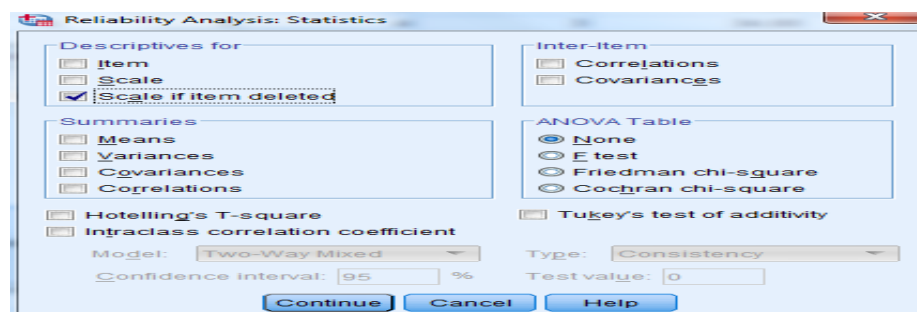 Reliability Analysis: Statistics
Descriptives for
Item
Scale
Scale if item deleted
Inter-Item
Correlations
Covariances
Summaries
Means
Variances
Covariances
Correlations
ANOVA Table
None
F test
Friedman chi-square
Cochran chi-square
Hotelling's T-square
Tukey's test of additivity
Intraclass correlation coefficient
Model: Two-Way Mixed Type: Consistency
Confidence interval: 95 % Test value: 0
Continue Cancel Help